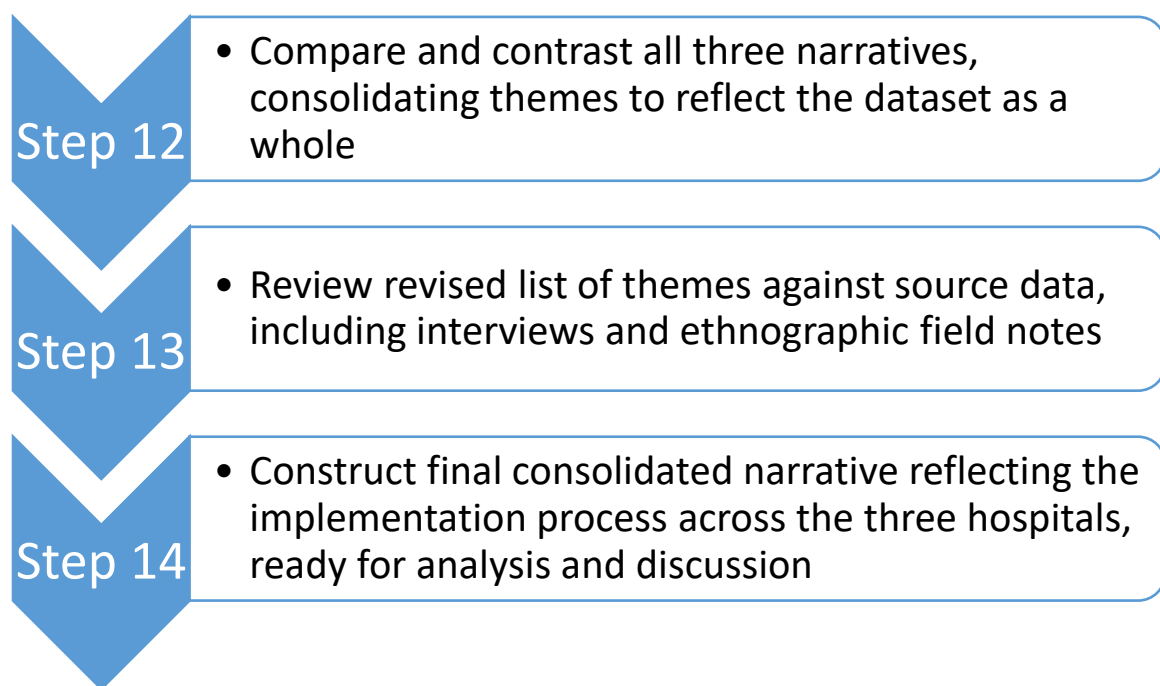 Step 12
• Compare and contrast all three narratives,
consolidating themes to reflect the dataset as a
whole
Step 13
• Review revised list of themes against source data,
including interviews and ethnographic field notes
Step 14
• Construct final consolidated narrative reflecting the
implementation process across the three hospitals,
ready for analysis and discussion